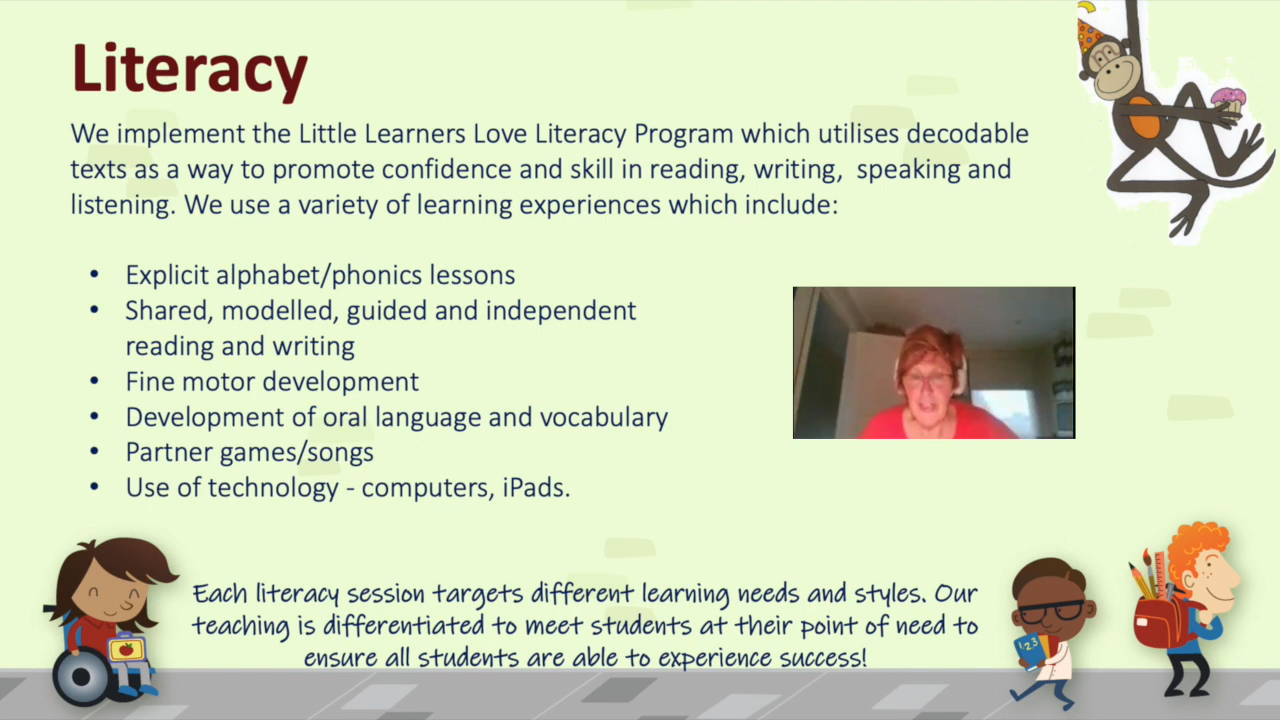 Literacy
We implement the Little Learners Love Literacy Program which utilises decodable
texts as a way to promote confidence and skill in reading, writing,  speaking and
listening. We use a variety of learning experiences which include:
• Explicit alphabet/phonics lessons
• Shared, modelled, guided and independent
reading and writing
• Fine motor development
• Development of oral language and vocabulary
• Partner games/songs
• Use of technology - computers, iPads.
Each literacy session targets different learning needs and styles. Our
teaching is differentiated to meet students at their point of need to
ensure all students are able to experience success!
1.2.3